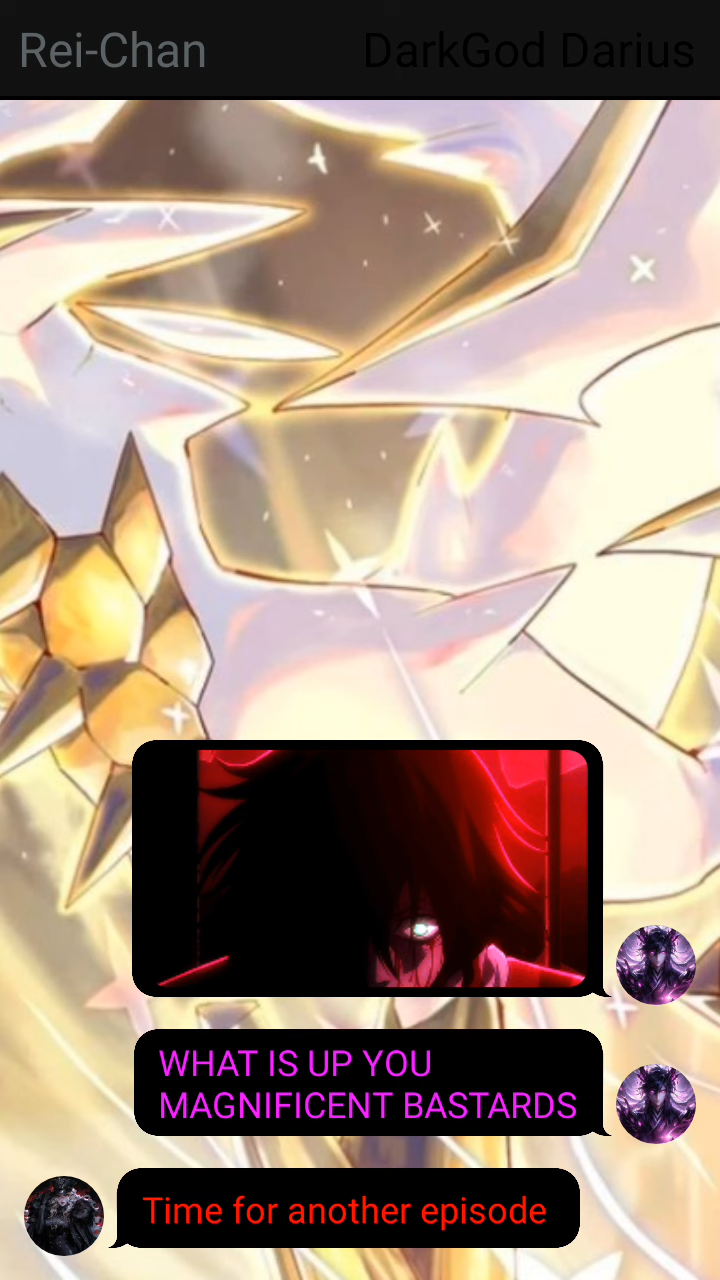 Rei-Chan DarkGod Darius
WHAT IS UP YOU
MAGNIFICENT BASTARDS
Time for another episode